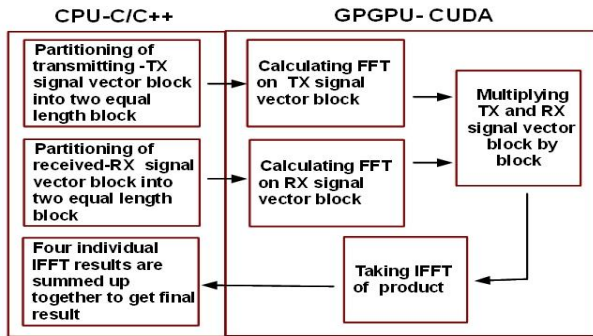 CPU-C/C++
GPGPU- CUDA
Partitioning of
transmitting -TX
signal vector block
into two equal
length block
Calculating FFT
on TX signal
vector block
Multiplying
TX and RX
signal vector
block by
block
Partitioning of
received-RX signal
vector block into
two equal length
block
Calculating FFT
on RX signal
vector block
Four individual
IFFT results are
summed up
together to get final
result
Taking IFFT
of product